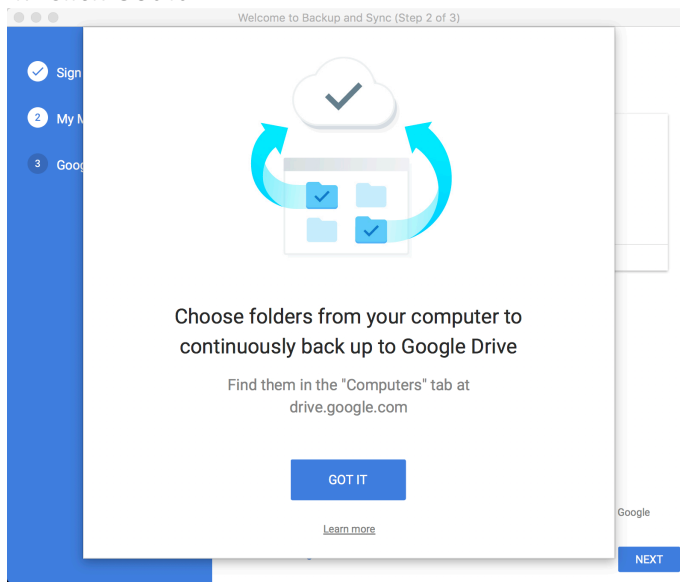 Welcome to Backup and Sync (Step 2 of 3)
Sign
2 My M
3 Goog
Choose folders from your computer to
continuously back up to Google Drive
Find them in the "Computers" tab at
drive.google.com
GOT IT
Learn more
Google
NEXT